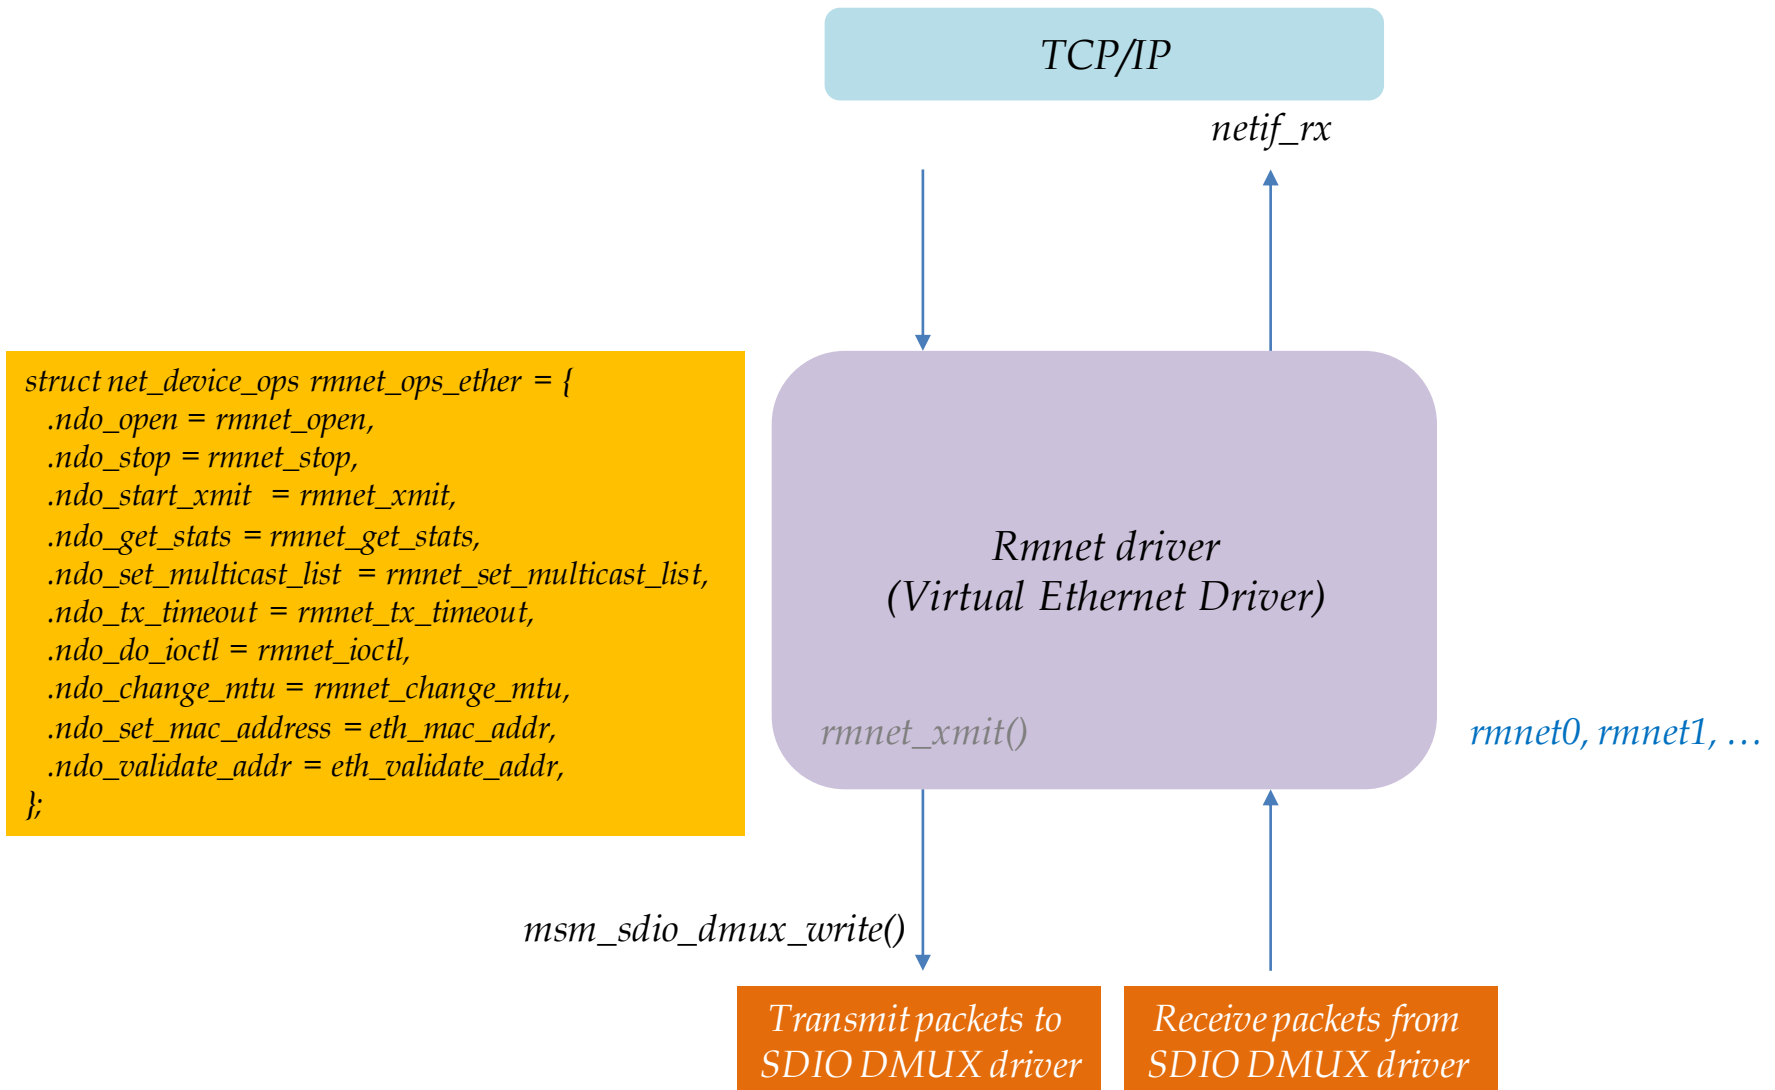 TCP/IP
netif_rx
struct net_device_ops rmnet_ops_ether = {
.ndo_open = rmnet_open,
.ndo_stop = rmnet_stop,
.ndo_start_xmit = rmnet_xmit,
.ndo_get_stats = rmnet_get_stats,
.ndo_set_multicast_list = rmnet_set_multicast_list,
.ndo_tx_timeout = rmnet_tx_timeout,
.ndo_do_ioctl = rmnet_ioctl,
.ndo_change_mtu = rmnet_change_mtu,
.ndo_set_mac_address = eth_mac_addr,
.ndo_validate_addr = eth_validate_addr,
};
Rmnet driver
(Virtual Ethernet Driver)
rmnet_xmit()
rmnet0, rmnet1, …
msm_sdio_dmux_write()
Transmit packets to
SDIO DMUX driver
Receive packets from
SDIO DMUX driver